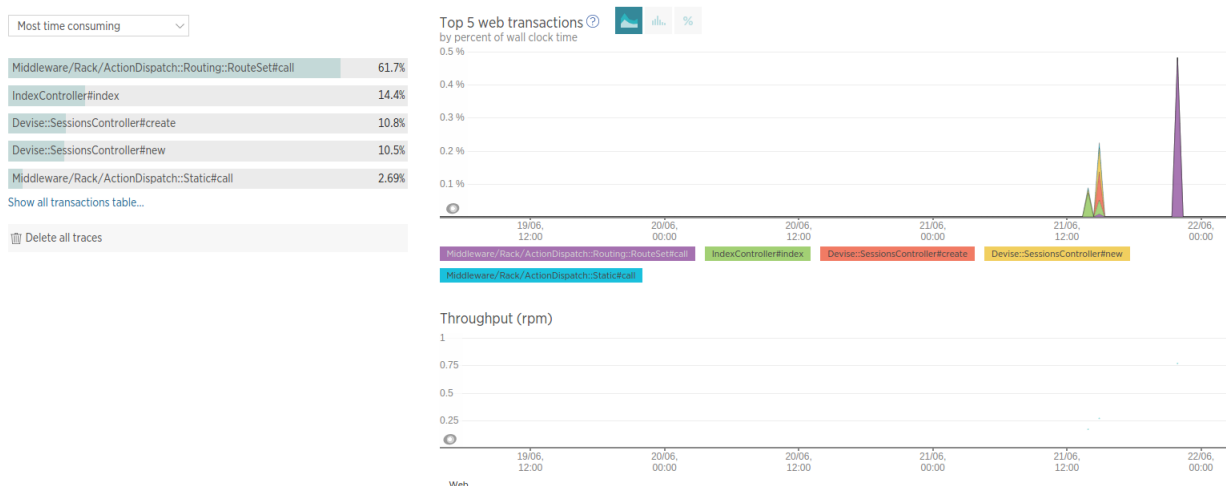 Most time consuming
Middleware/Rack/ActionDispatch::Routing::RouteSet#call 61.7%
IndexController#index 14.4%
Devise::SessionsController#create 10.8%
Devise::SessionsController#new 10.5%
Middleware/Rack/ActionDispatch::Static#call 2.69%
Show all transactions table...
Delete all traces
Top 5 web transactions ?
%
by percent of wall clock time
0.5 %
0.4 %
0.3 %
0.2 %
0.1 %
19/06, 20/06, 20/06, 21/06, 21/06, 22/06,
12:00 00:00 12:00 00:00 12:00 00:00
Middleware/Rack/ActionDispatch::Routing::RouteSet#call IndexController#index Devise::SessionsController#create Devise::SessionsController#new
Middleware/Rack/ActionDispatch::Static#call
Throughput (rpm)
1
0.75
0.5
0.25
19/06, 20/06, 20/06, 21/06, 21/06, 22/06,
12:00 00:00 12:00 00:00 12:00 00:00
Web